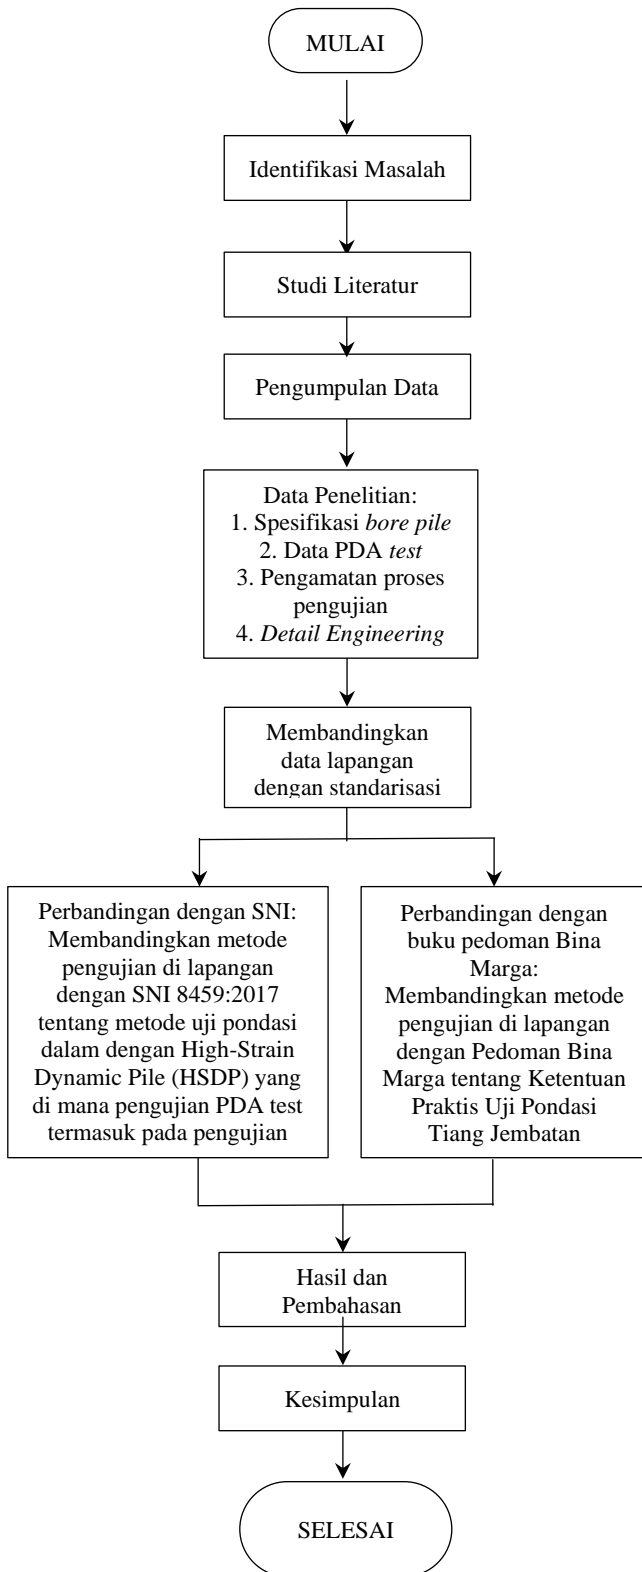 MULAI
Identifikasi Masalah
Studi Literatur
Pengumpulan Data
Data Penelitian:
1. Spesifikasi bore pile
2. Data PDA test
3. Pengamatan proses
pengujian
4. Detail Engineering
Membandingkan
data lapangan
dengan standarisasi
Perbandingan dengan SNI:
Membandingkan metode
pengujian di lapangan
dengan SNI 8459:2017
tentang metode uji pondasi
dalam dengan High-Strain
Dynamic Pile (HSDP) yang
di mana pengujian PDA test
termasuk pada pengujian
Perbandingan dengan
buku pedoman Bina
Marga:
Membandingkan metode
pengujian di lapangan
dengan Pedoman Bina
Marga tentang Ketentuan
Praktis Uji Pondasi
Tiang Jembatan
Hasil dan
Pembahasan
Kesimpulan
SELESAI